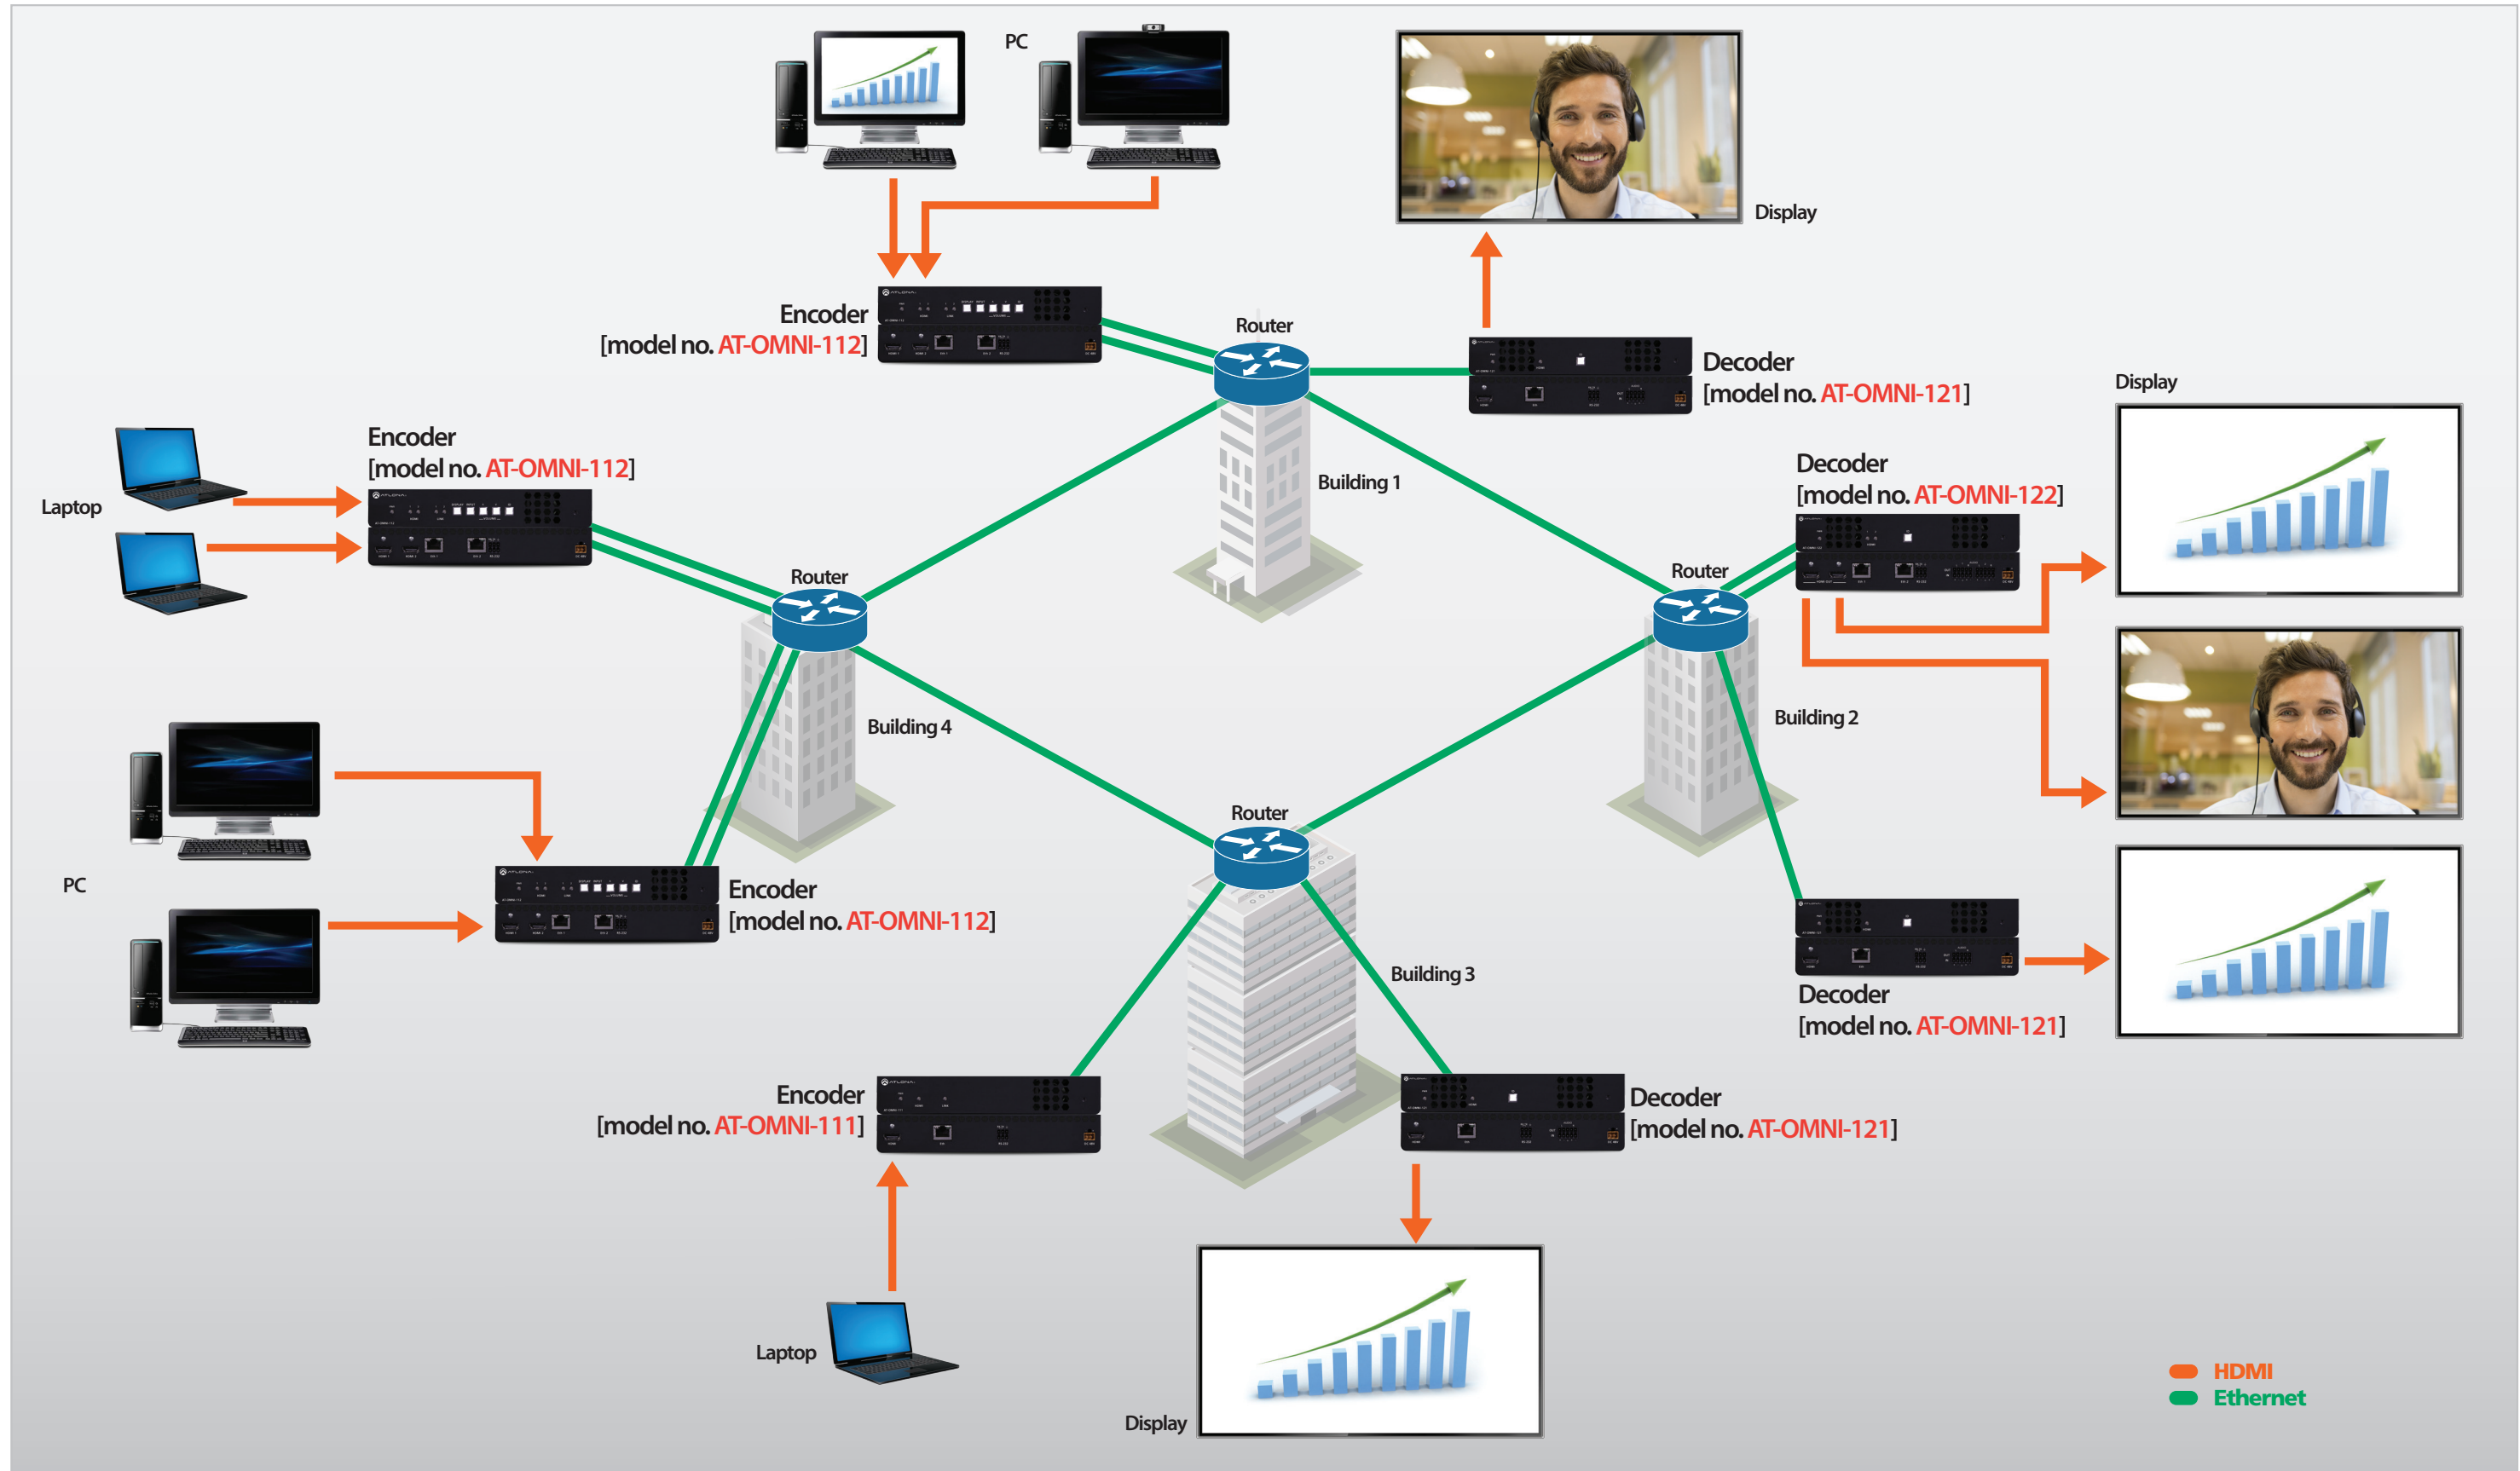 PC
Display
Encoder
[model no. AT-OMNI-112]
Router
Decoder
[model no. AT-OMNI-121]
Display
Encoder
[model no. AT-OMNI-112]
Laptop
Building 1
Decoder
[model no. AT-OMNI-122]
Router
Router
Building 4
Building 2
Router
PC
Encoder
[model no. AT-OMNI-112]
Building 3
Decoder
[model no. AT-OMNI-121]
Encoder
[model no. AT-OMNI-111]
Decoder
[model no. AT-OMNI-121]
Laptop
Display
HDMI
Ethernet